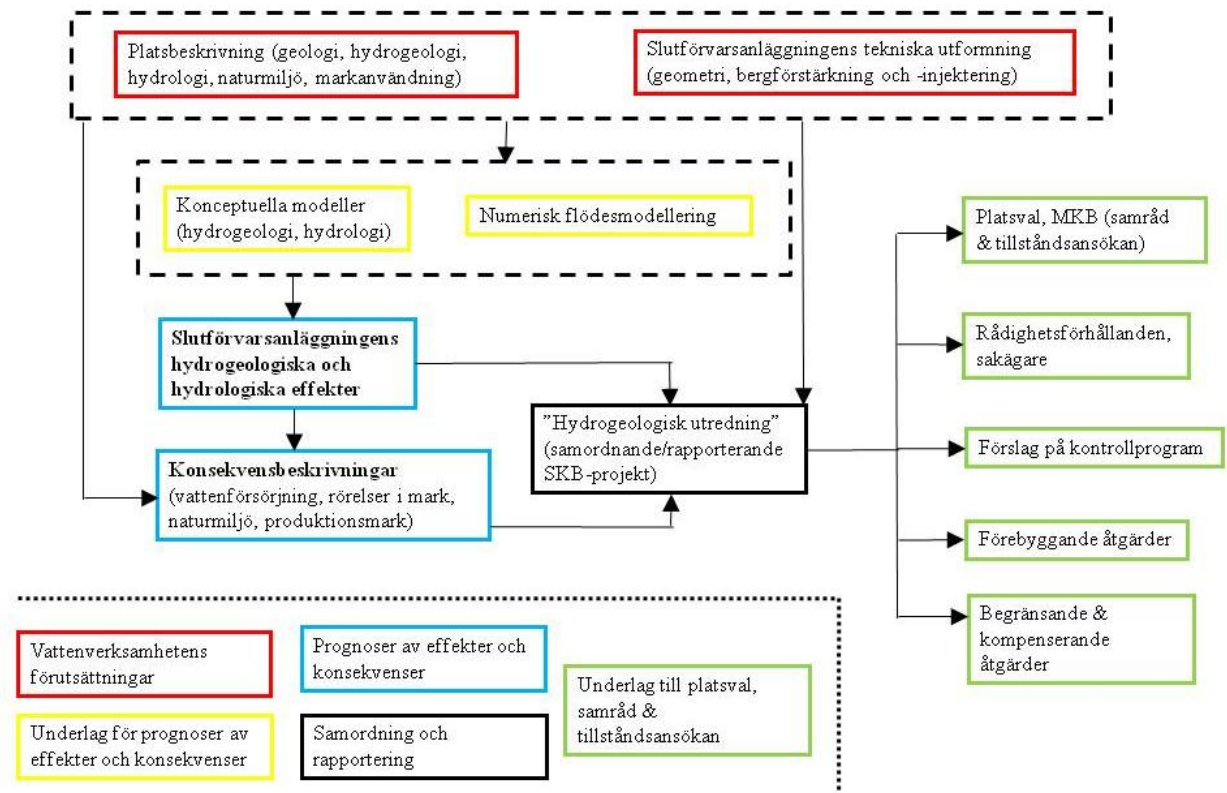 Platsbeskrivning (geologi, hydrogeologi,
hydrologi, naturmiljö, markanvändning)
Slutförvarsanläggningens tekniska utformning
(geometri, bergförstärkning och -injektering)
Konceptuella modeller
(hydrogeologi, hydrologi)
Numerisk flödesmodellering
Slutförvarsanläggningens
hydrogeologiska och
hydrologiska effekter
Konsekvensbeskrivningar
(vattenförsörjning, rörelser i mark,
naturmiljö, produktionsmark)
”Hydrogeologisk utredning”
(samordnande/rapporterande
SKB-projekt)
Platsval, MKB (samråd
& tillståndsansökan)
Rådighetsförhållanden,
sakägare
Förslag på kontrollprogram
Förebyggande åtgärder
Begränsande &
kompenserande
åtgärder
Vattenverksamhetens
förutsättningar
Prognoser av effekter och
konsekvenser
Underlag för prognoser av
effekter och konsekvenser
Samordning och
rapportering
Underlag till platsval,
samråd &
tillståndsansökan